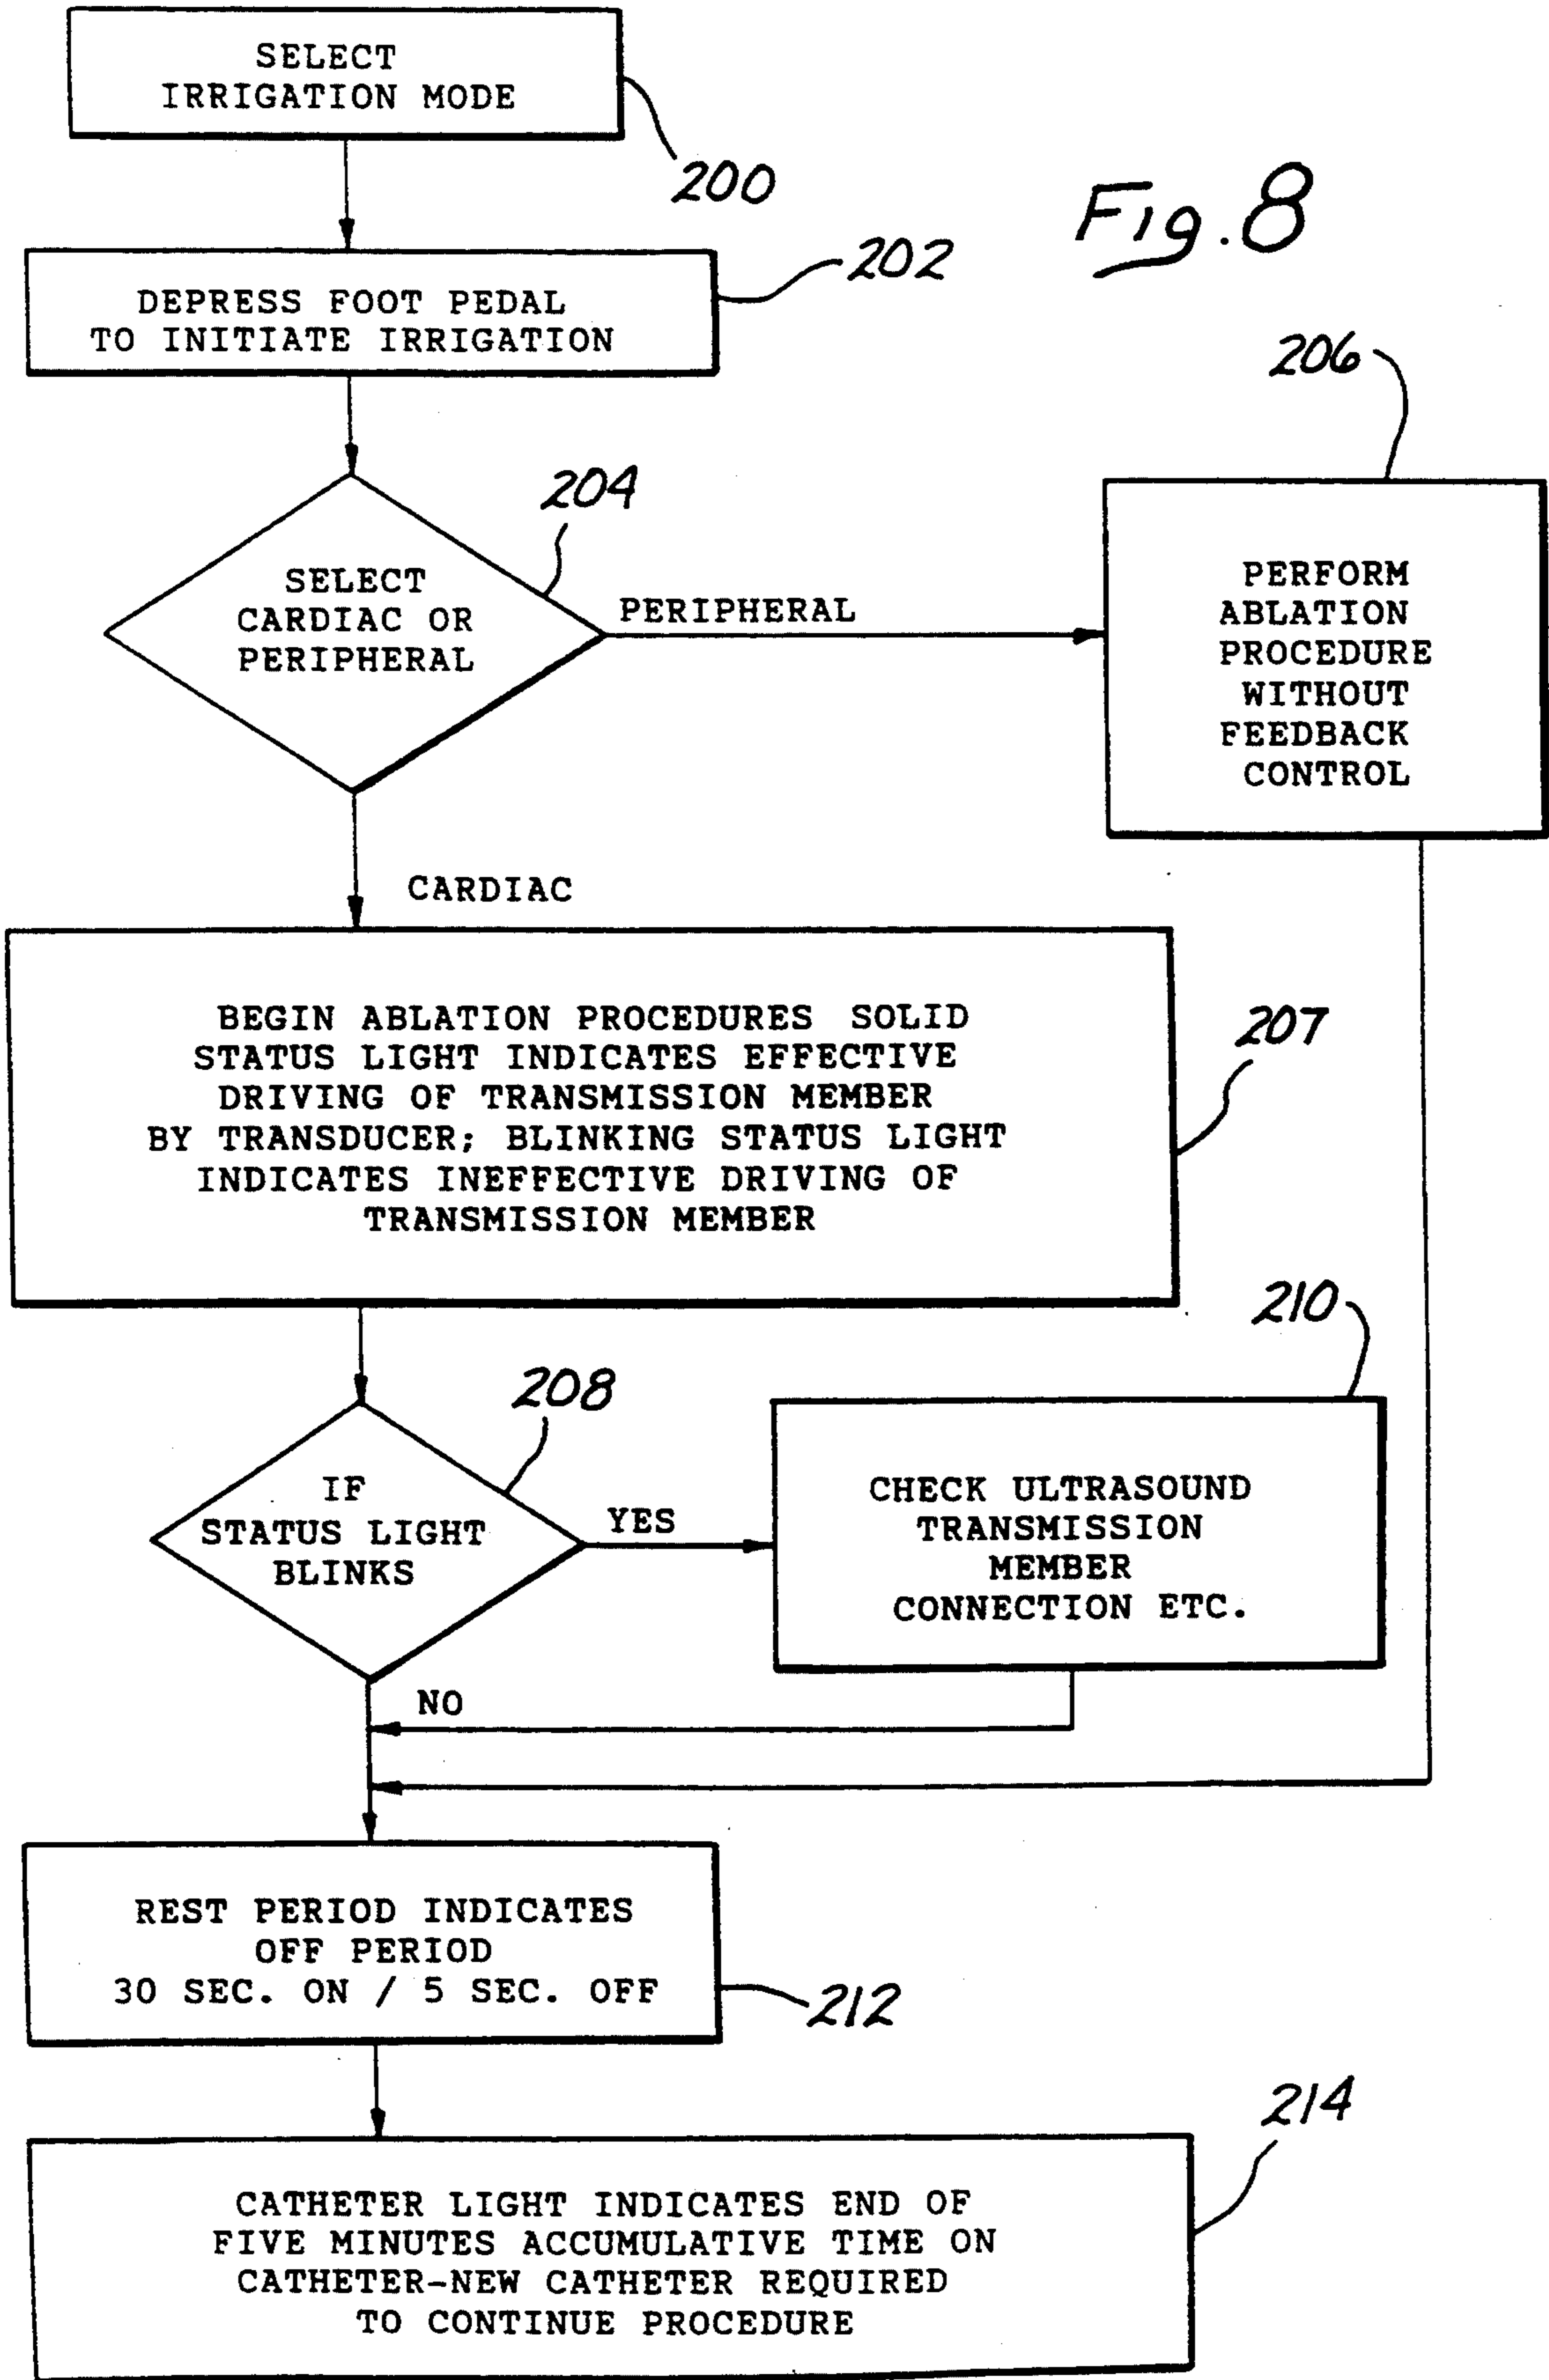 SELECT
IRRIGATION MODE
200
Fig. 8
DEPRESS FOOT PEDAL
TO INITIATE IRRIGATION
202
SELECT
CARDIAC OR
PERIPHERAL
204
PERIPHERAL
206
PERFORM
ABLATION
PROCEDURE
WITHOUT
FEEDBACK
CONTROL
CARDIAC
BEGIN ABLATION PROCEDURES SOLID
STATUS LIGHT INDICATES EFFECTIVE
DRIVING OF TRANSMISSION MEMBER
BY TRANSDUCER; BLINKING STATUS LIGHT
INDICATES INEFFECTIVE DRIVING OF
TRANSMISSION MEMBER
207
IF
STATUS LIGHT
BLINKS
208
YES
210
CHECK ULTRASOUND
TRANSMISSION
MEMBER
CONNECTION ETC.
NO
REST PERIOD INDICATES
OFF PERIOD
30 SEC. ON / 5 SEC. OFF
212
CATHETER LIGHT INDICATES END OF
FIVE MINUTES ACCUMULATIVE TIME ON
CATHETER-NEW CATHETER REQUIRED
TO CONTINUE PROCEDURE
214